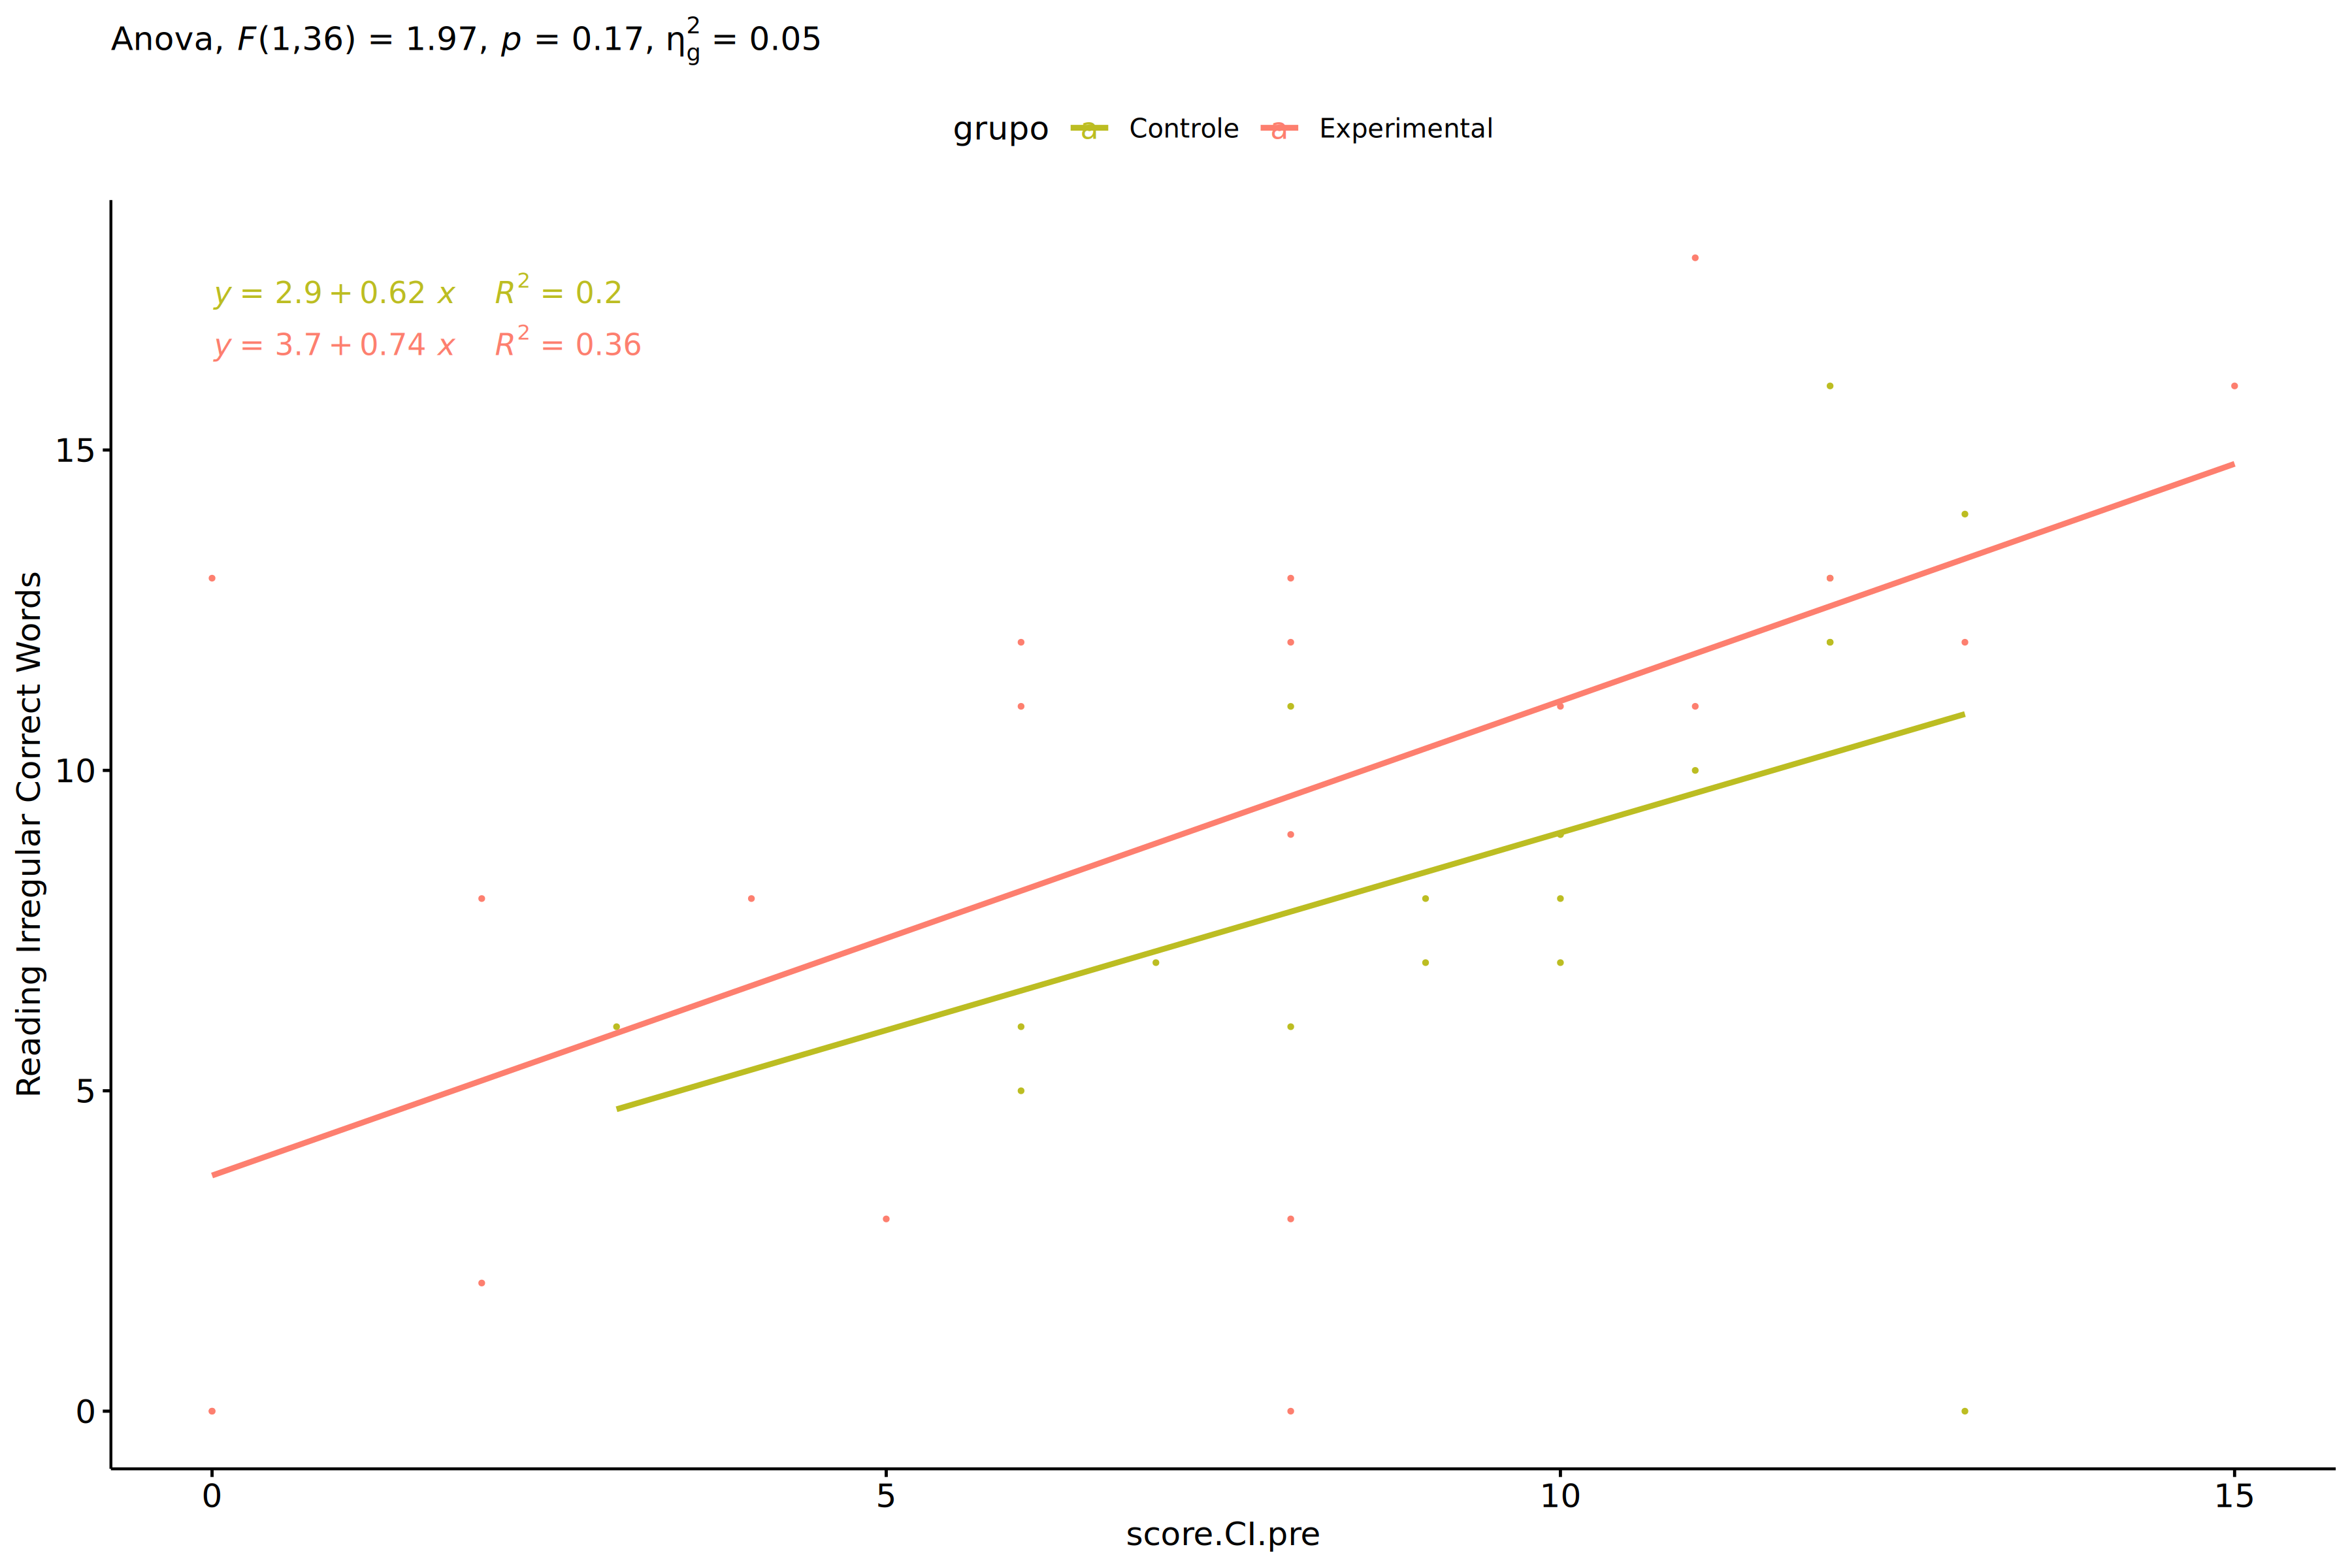 Anova, F(1,36) = 1.97, p = 0.17, η²g = 0.05
grupo a Controle a Experimental
y = 2.9 + 0.62 x R² = 0.2
y = 3.7 + 0.74 x R² = 0.36
Reading Irregular Correct Words
15
10
5
0
0 5 10 15
score.CI.pre